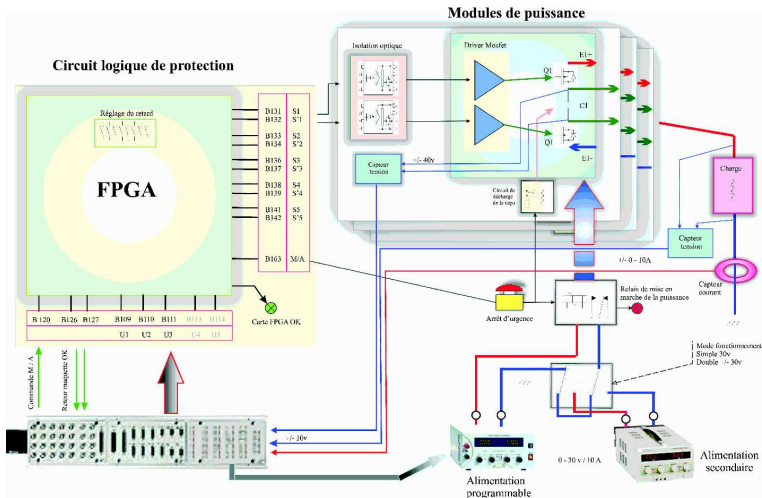 Modules de puissance
Circuit logique de protection
Isolation optique
Driver Mosfet
E1+
Q1
C1
Q1'
E1-
Réglage du retard
FPGA
B131 S1
B132 S'1
B133 S2
B134 S'2
B136 S3
B137 S'3
B138 S4
B139 S'4
B141 S5
B142 S'5
B163 M/A
Capteur
tension
+/- 40v
Circuit de
décharge
de la capa
Charge
Capteur
tension
+/- 0 - 10A
Capteur
courant
B120 B126 B127 B109 B110 B111 B113 B114
U1 U2 U3 U4 U5
Carte FPGA OK
Arrêt d'urgence
Relais de mise en
marche de la puissance
Commande M / A
Retour maquette OK
Mode fonctionnement
Simple 30v
Double +/- 30v
+/- 10v
0 - 30 v / 10 A
Alimentation
programmable
Alimentation
secondaire